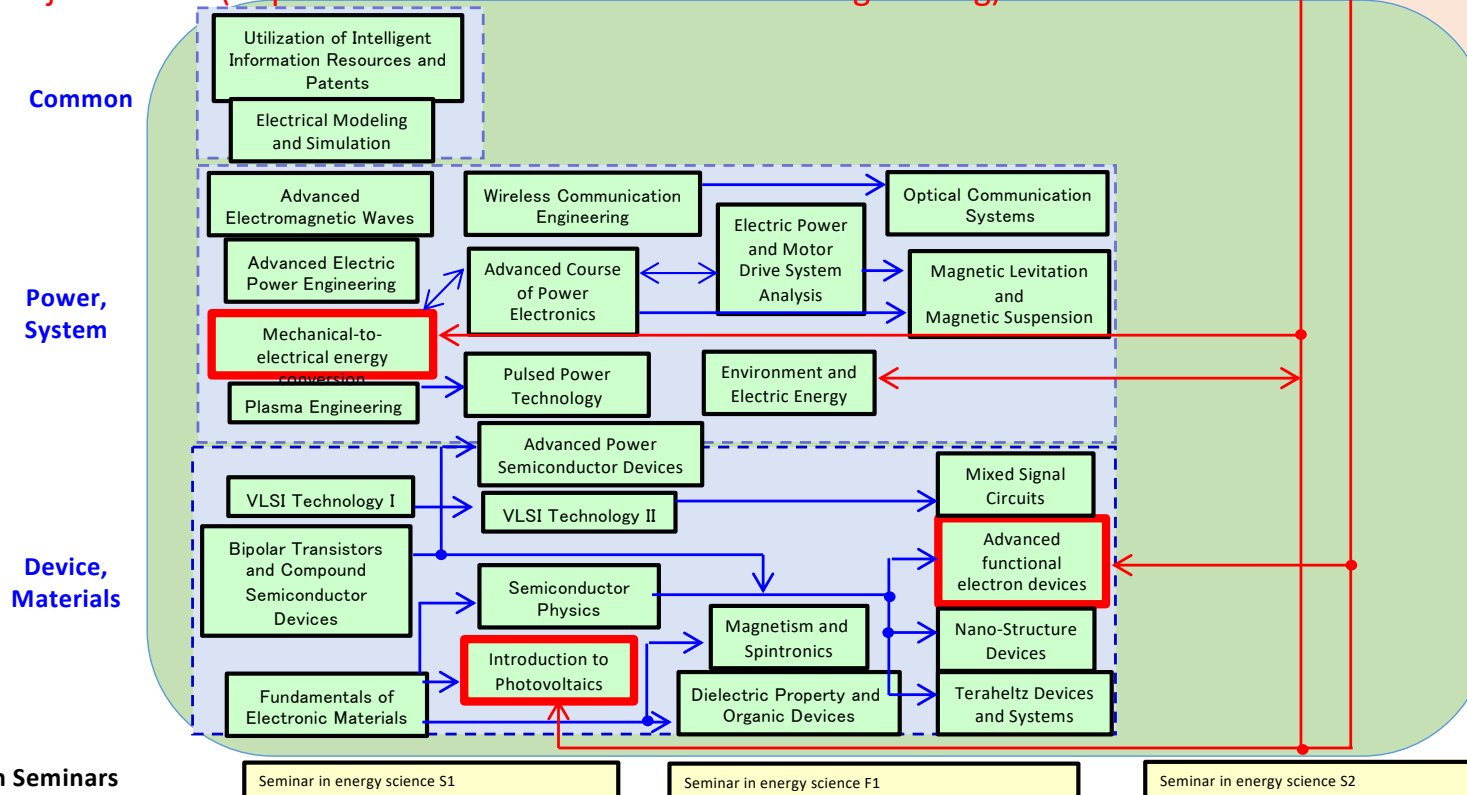 Utilization of Intelligent
Information Resources and
Patents
Common
Electrical Modeling
and Simulation
Advanced
Electromagnetic Waves
Wireless Communication
Engineering
Optical Communication
Systems
Electric Power
and Motor
Drive System
Analysis
Advanced Electric
Power Engineering
Advanced Course
of Power
Electronics
Magnetic Levitation
and
Magnetic Suspension
Power,
System
Mechanical-to-
electrical energy
conversion
Pulsed Power
Technology
Environment and
Electric Energy
Plasma Engineering
Advanced Power
Semiconductor Devices
Mixed Signal
Circuits
VLSI Technology I
VLSI Technology II
Bipolar Transistors
and Compound
Semiconductor
Devices
Advanced
functional
electron devices
Device,
Materials
Semiconductor
Physics
Magnetism and
Spintronics
Nano-Structure
Devices
Introduction to
Photovoltaics
Fundamentals of
Electronic Materials
Dielectric Property and
Organic Devices
Teraheltz Devices
and Systems
Seminars
Seminar in energy science S1
Seminar in energy science F1
Seminar in energy science S2